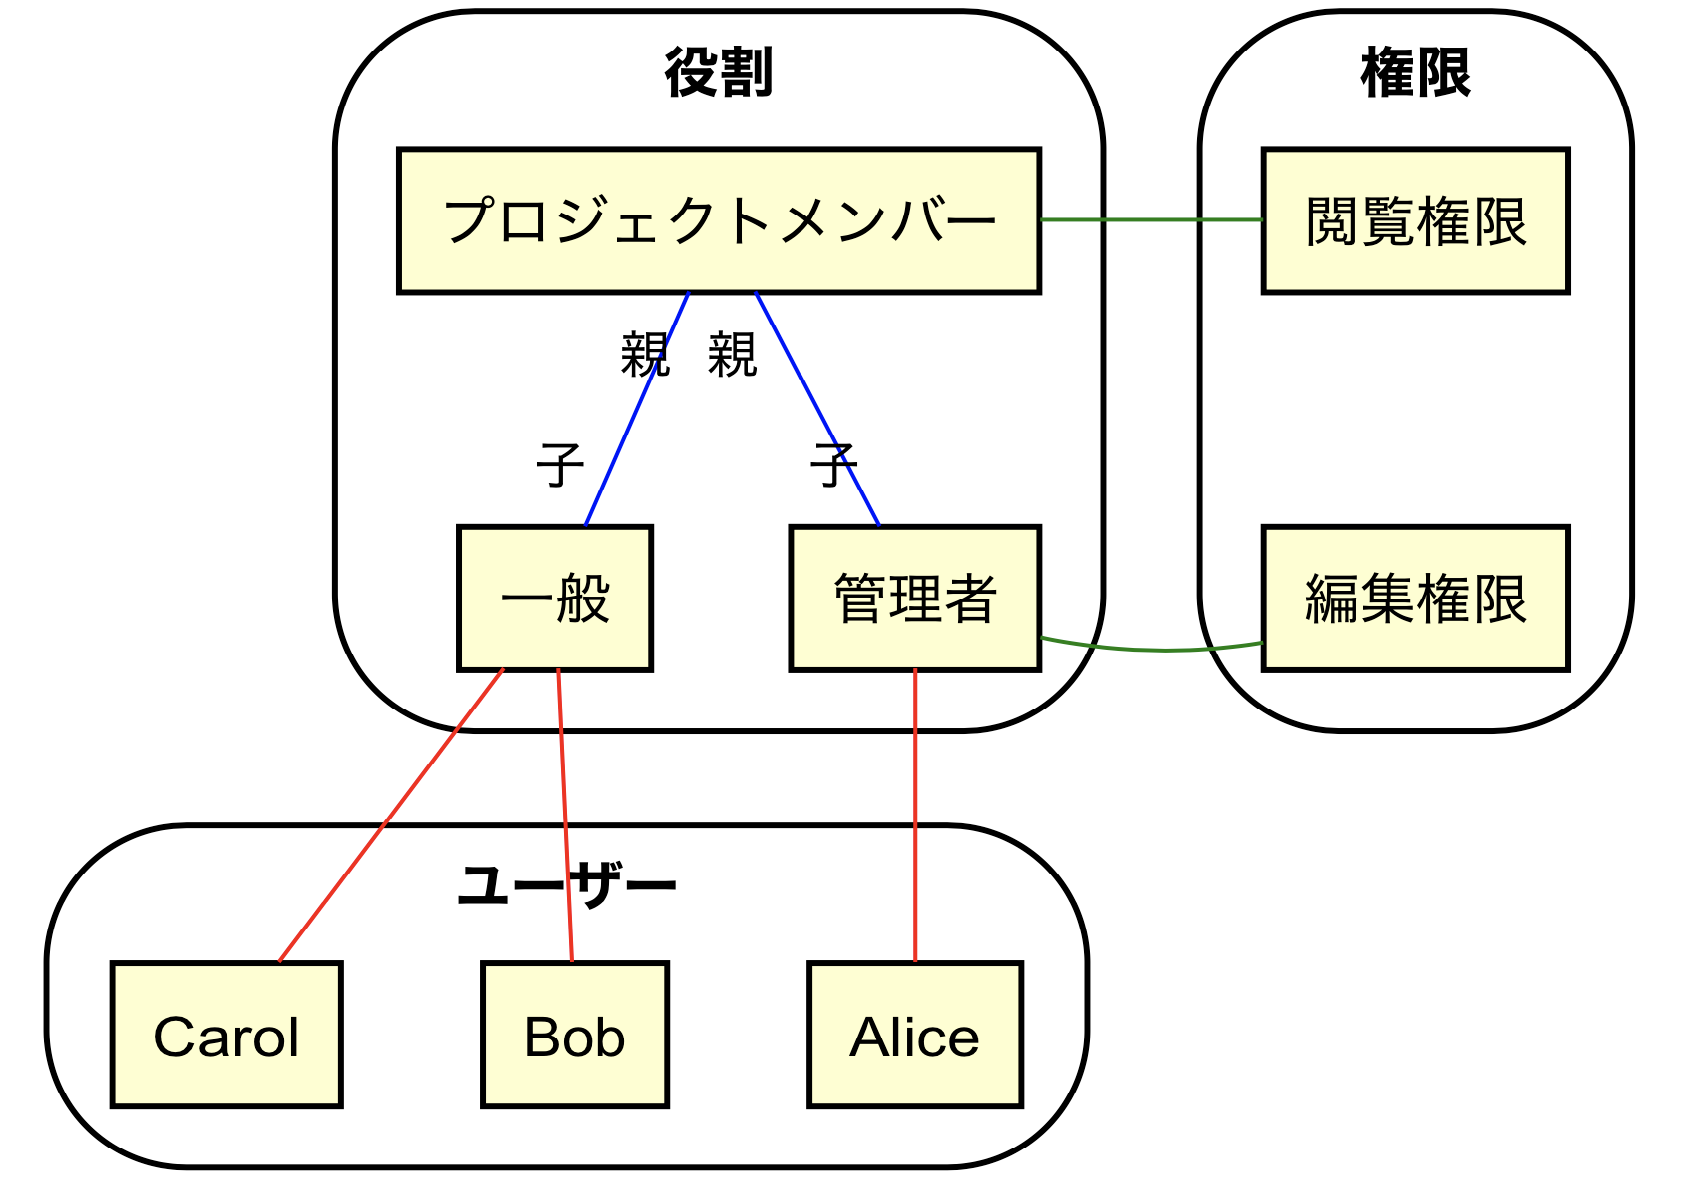 役割
権限
プロジェクトメンバー
閲覧権限
親
親
子
子
一般
管理者
編集権限
ユーザー
Carol
Bob
Alice